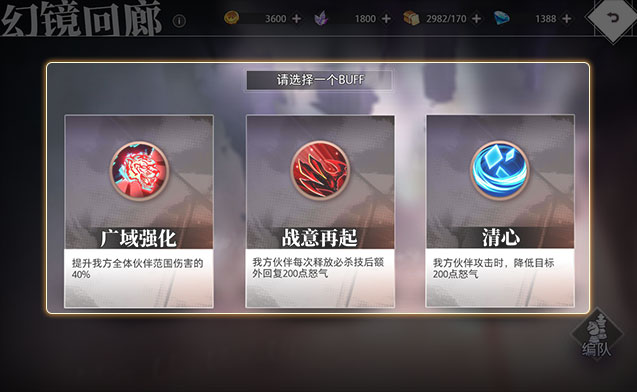 幻镜回廊
3600
1800
2982/170
1388
请选择一个BUFF
广域强化
提升我方全体伙伴范围伤害的
40%
战意再起
我方伙伴每次释放必杀技后额
外回复200点怒气
清心
我方伙伴攻击时，降低目标
200点怒气
编队